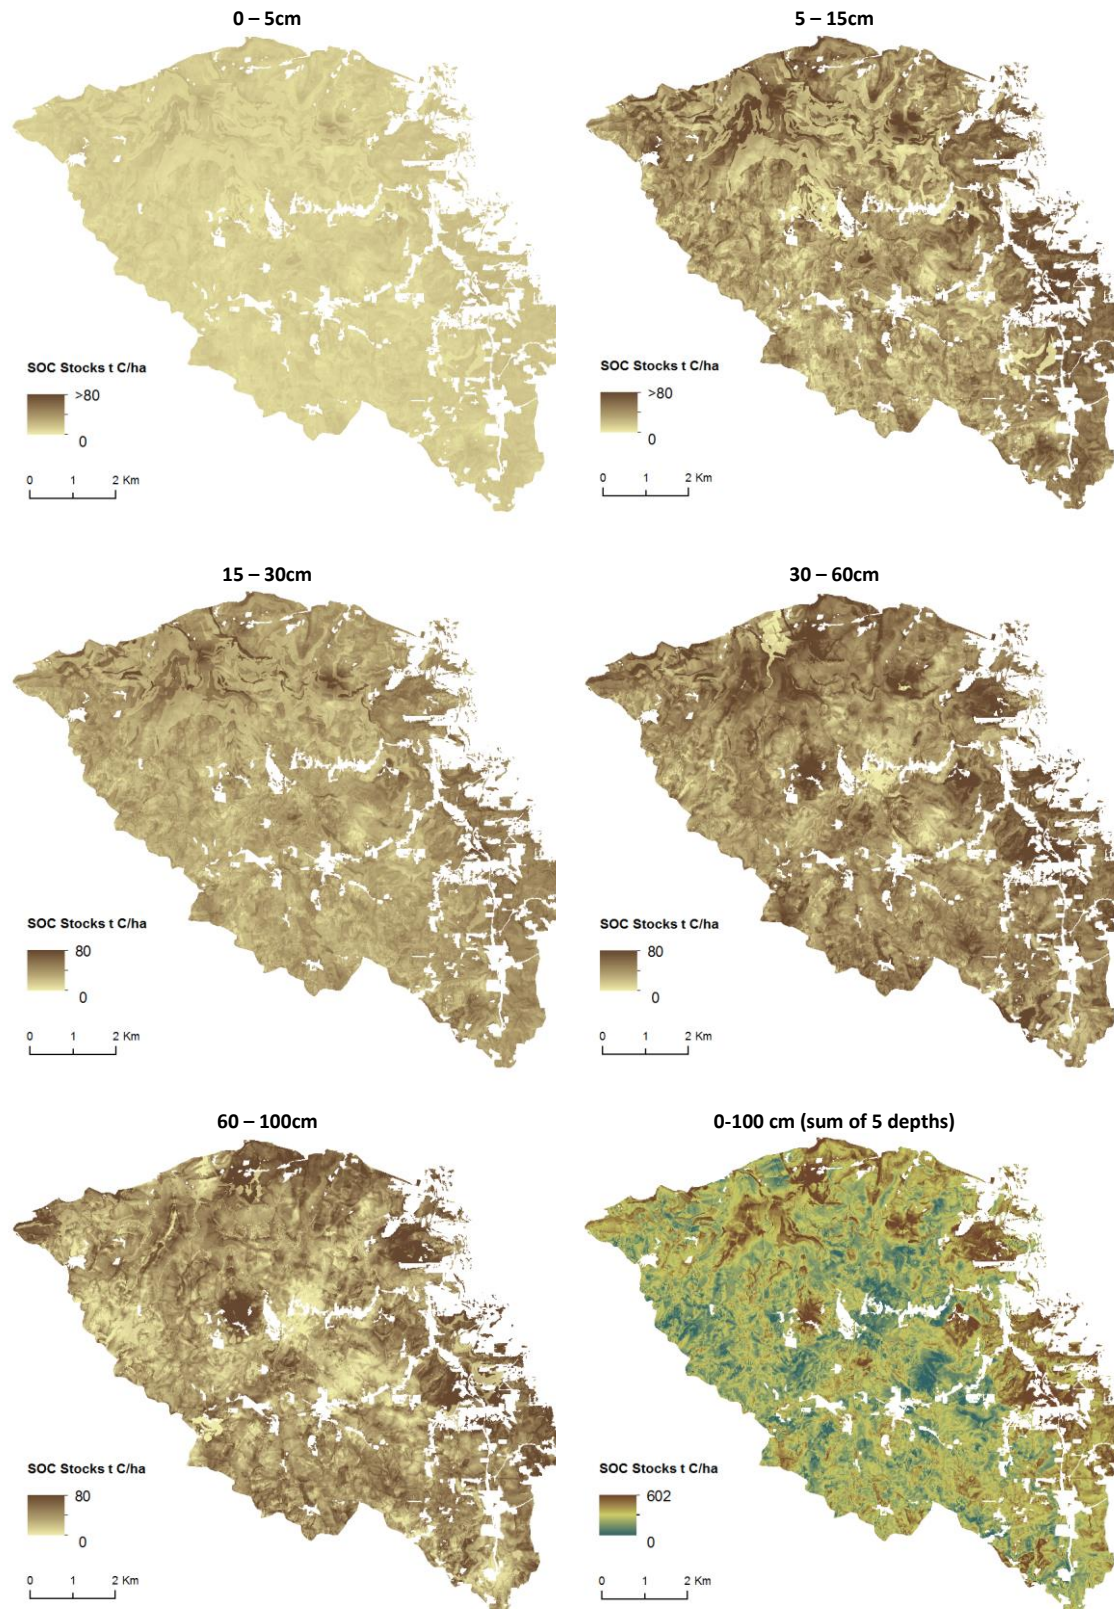 0 – 5cm
5 – 15cm
SOC Stocks t C/ha
>80
0
0 1 2 Km
SOC Stocks t C/ha
>80
0
0 1 2 Km
15 – 30cm
30 – 60cm
SOC Stocks t C/ha
80
0
0 1 2 Km
SOC Stocks t C/ha
80
0
0 1 2 Km
60 – 100cm
0-100 cm (sum of 5 depths)
SOC Stocks t C/ha
80
0
0 1 2 Km
SOC Stocks t C/ha
602
0
0 1 2 Km